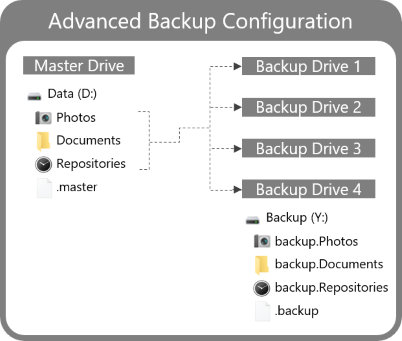 Advanced Backup Configuration
Master Drive
Data (D:)
Photos
Documents
Repositories
.master
Backup Drive 1
Backup Drive 2
Backup Drive 3
Backup Drive 4
Backup (Y:)
backup.Photos
backup.Documents
backup.Repositories
.backup